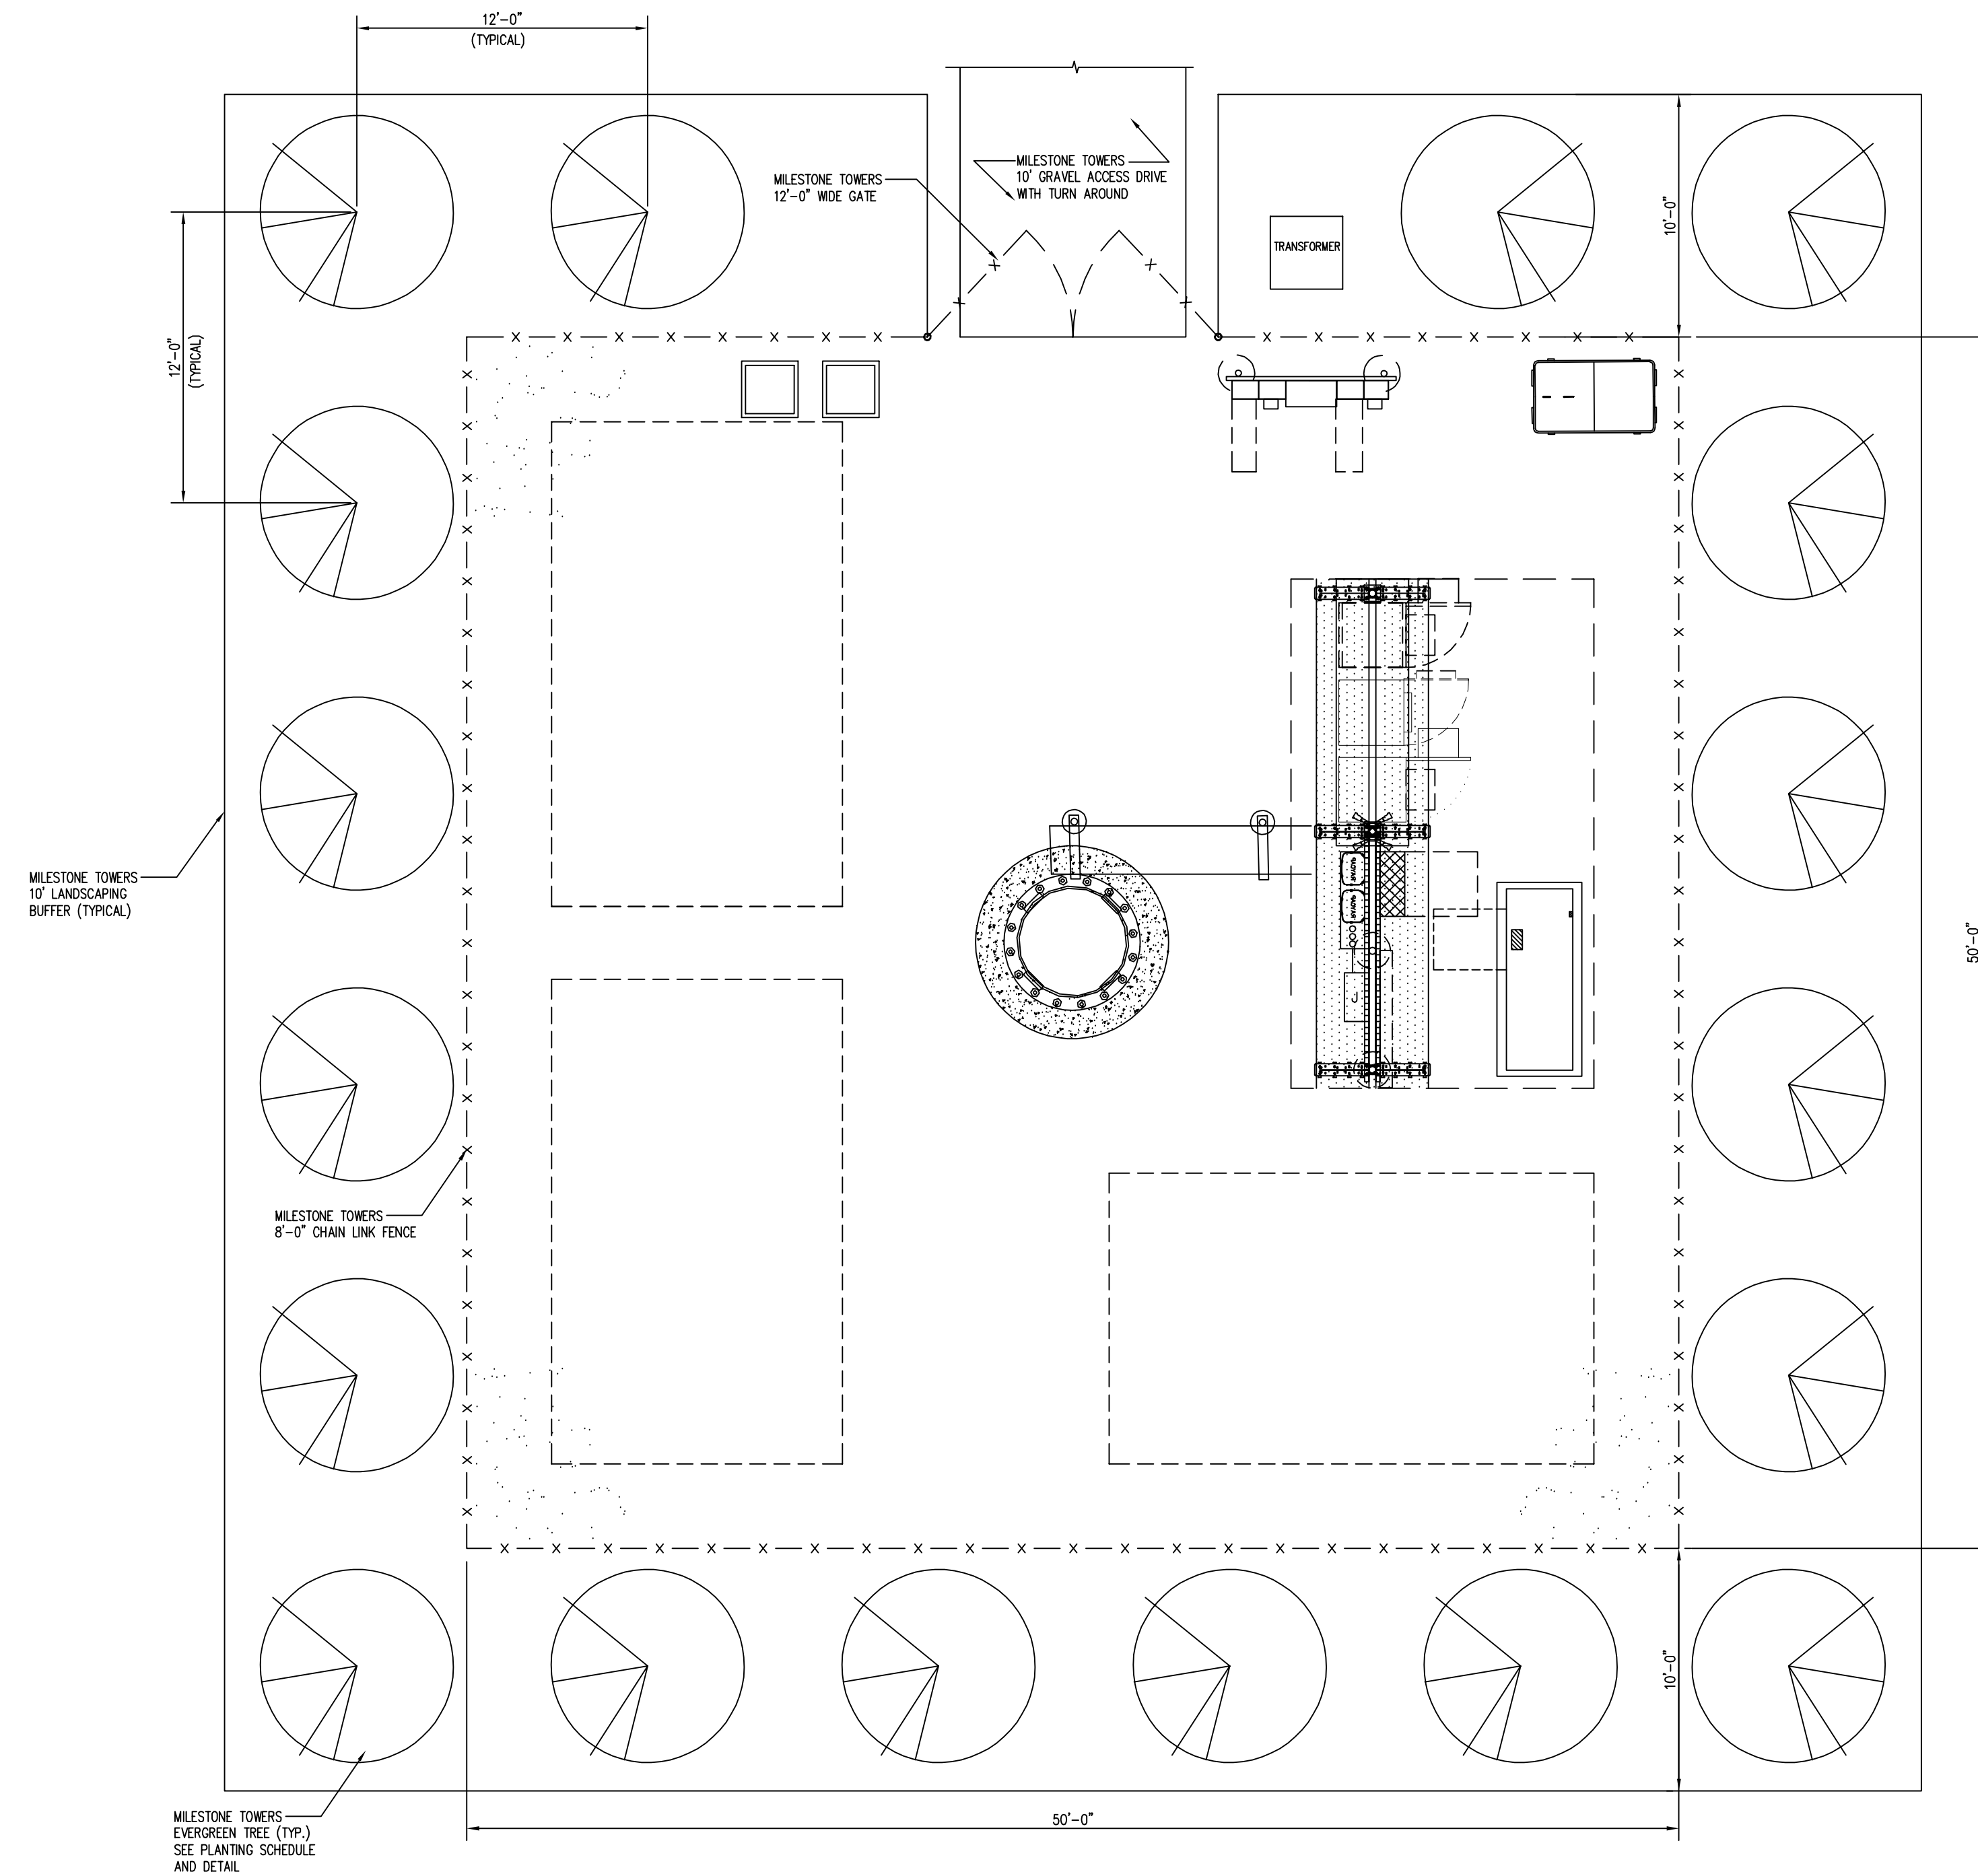 12'-0"
(TYPICAL)
MILESTONE TOWERS
10' GRAVEL ACCESS DRIVE
WITH TURN AROUND
MILESTONE TOWERS
12'-0" WIDE GATE
TRANSFORMER
10'-0"
12'-0"
(TYPICAL)
MILESTONE TOWERS
10' LANDSCAPING
BUFFER (TYPICAL)
50'-0"
MILESTONE TOWERS
8'-0" CHAIN LINK FENCE
10'-0"
50'-0"
MILESTONE TOWERS
EVERGREEN TREE (TYP.)
SEE PLANTING SCHEDULE
AND DETAIL